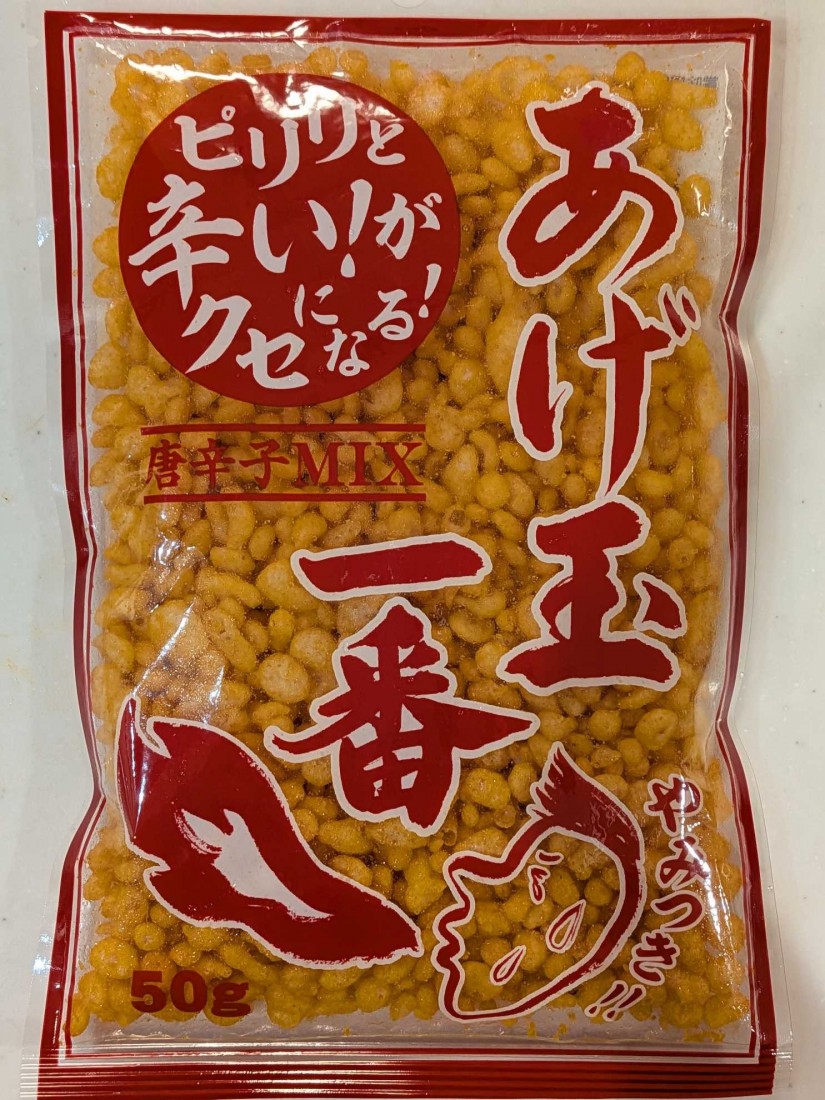 あげ玉
一番
ピリリと
辛い！が
クセになる！
唐辛子MIX
やみつき!!
50g